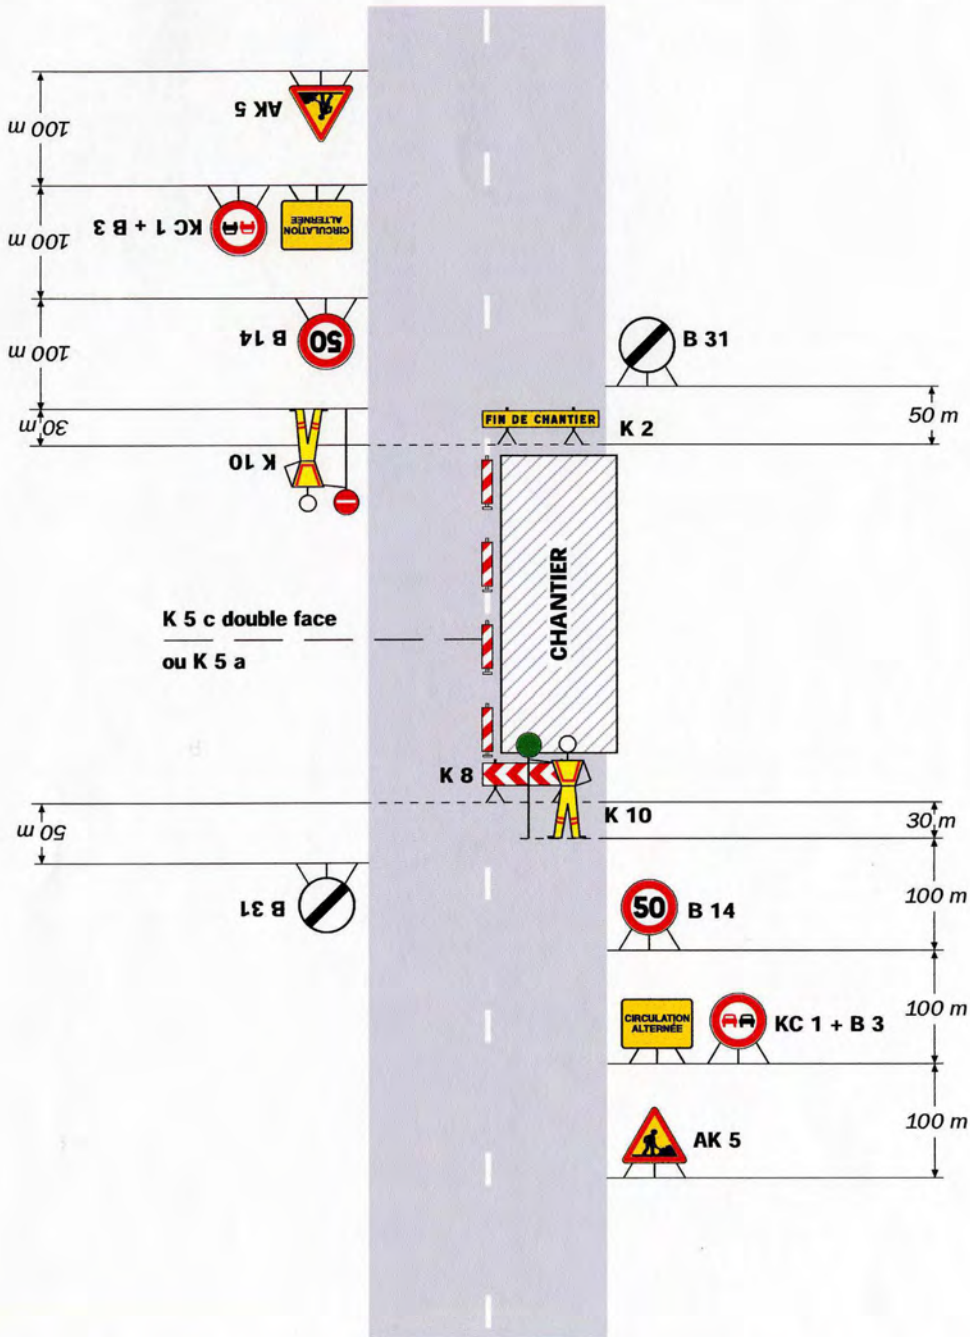 100 m
AK 5
100 m
KC 1 + B 3
CIRCULATION
ALTERNÉE
100 m
B 14
50
B 31
30 m
FIN DE CHANTIER
K 2
50 m
K 10
CHANTIER
K 5 c double face
ou K 5 a
K 8
K 10
30 m
50 m
B 31
50
B 14
100 m
CIRCULATION
ALTERNÉE
KC 1 + B 3
100 m
AK 5
100 m